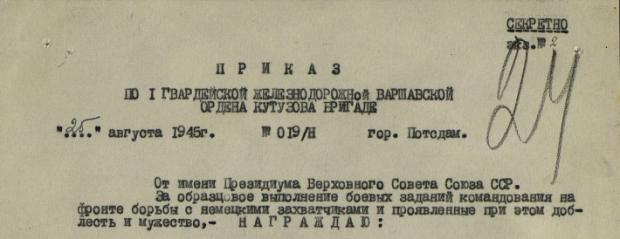 СЕКРЕТНО
экз.№ 2
24
П Р И К А З
ПО I ГВАРДЕЙСКОЙ ЖЕЛЕЗНОДОРОЖНОЙ ВАРШАВСКОЙ
ОРДЕНА КУТУЗОВА БРИГАДЕ
"25" августа 1945г. № 019/Н гор. Потсдам.
От имени Президиума Верховного Совета Союза ССР.
За образцовое выполнение боевых заданий командования на
фронте борьбы с немецкими захватчиками и проявленные при этом доб-
лесть и мужество,- Н А Г Р А Ж Д А Ю :